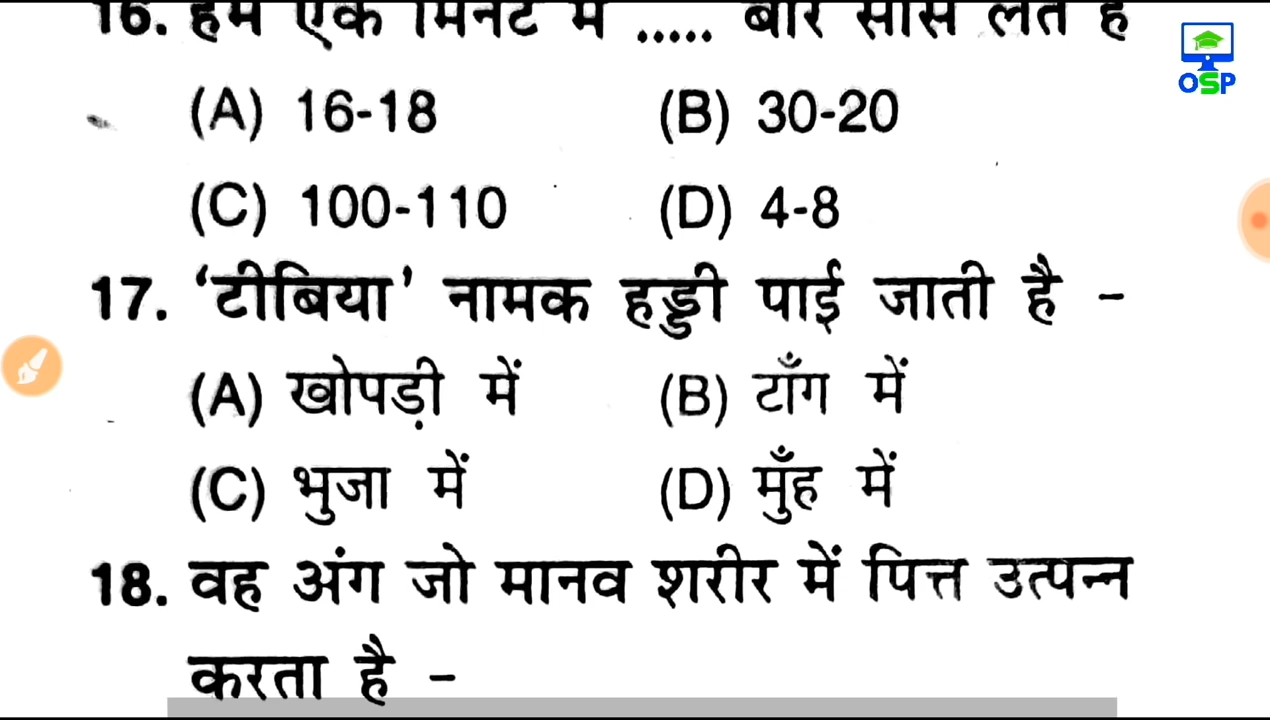 16. हम एक मिनट में ..... बार सांस लेते हैं
OSP
(A) 16-18 (B) 30-20
(C) 100-110 (D) 4-8
17. ‘टीबिया’ नामक हड्डी पाई जाती है -
(A) खोपड़ी में (B) टाँग में
(C) भुजा में (D) मुँह में
18. वह अंग जो मानव शरीर में पित्त उत्पन्न
करता है -